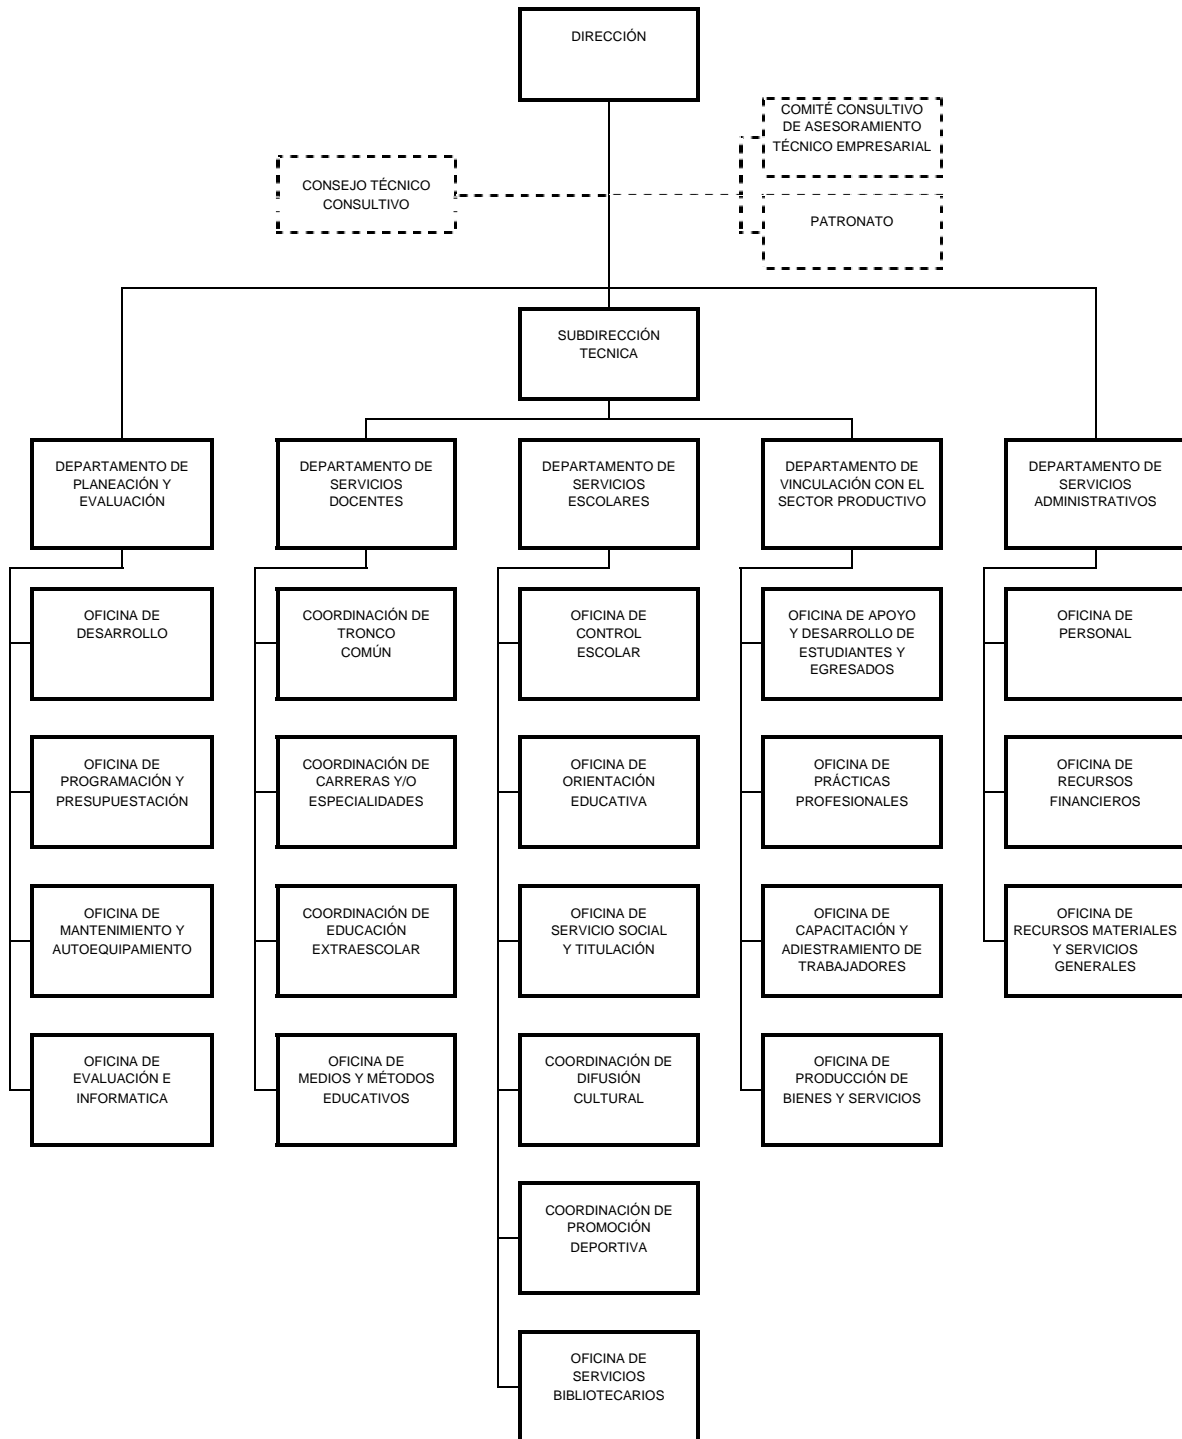 DIRECCIÓN
COMITÉ CONSULTIVO
DE ASESORAMIENTO
TÉCNICO EMPRESARIAL
CONSEJO TÉCNICO
CONSULTIVO
PATRONATO
SUBDIRECCIÓN
TECNICA
DEPARTAMENTO DE
PLANEACIÓN Y
EVALUACIÓN
DEPARTAMENTO DE
SERVICIOS
DOCENTES
DEPARTAMENTO DE
SERVICIOS
ESCOLARES
DEPARTAMENTO DE
VINCULACIÓN CON EL
SECTOR PRODUCTIVO
DEPARTAMENTO DE
SERVICIOS
ADMINISTRATIVOS
OFICINA DE
DESARROLLO
COORDINACIÓN DE
TRONCO
COMÚN
OFICINA DE
CONTROL
ESCOLAR
OFICINA DE APOYO
Y DESARROLLO DE
ESTUDIANTES Y
EGRESADOS
OFICINA DE
PERSONAL
OFICINA DE
PROGRAMACIÓN Y
PRESUPUESTACIÓN
COORDINACIÓN DE
CARRERAS Y/O
ESPECIALIDADES
OFICINA DE
ORIENTACIÓN
EDUCATIVA
OFICINA DE
PRÁCTICAS
PROFESIONALES
OFICINA DE
RECURSOS
FINANCIEROS
OFICINA DE
MANTENIMIENTO Y
AUTOEQUIPAMIENTO
COORDINACIÓN DE
EDUCACIÓN
EXTRAESCOLAR
OFICINA DE
SERVICIO SOCIAL
Y TITULACIÓN
OFICINA DE
CAPACITACIÓN Y
ADIESTRAMIENTO DE
TRABAJADORES
OFICINA DE
RECURSOS MATERIALES
Y SERVICIOS
GENERALES
OFICINA DE
EVALUACIÓN E
INFORMATICA
OFICINA DE
MEDIOS Y MÉTODOS
EDUCATIVOS
COORDINACIÓN DE
DIFUSIÓN
CULTURAL
OFICINA DE
PRODUCCIÓN DE
BIENES Y SERVICIOS
COORDINACIÓN DE
PROMOCIÓN
DEPORTIVA
OFICINA DE
SERVICIOS
BIBLIOTECARIOS